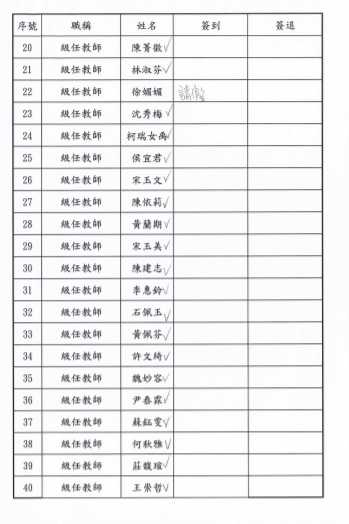 序號 職稱 姓名 簽到 簽退
20 級任教師 陳菁徽✓
21 級任教師 林淑芬✓
22 級任教師 徐媚媚 請假
23 級任教師 沈秀梅✓
24 級任教師 柯瑞女禹✓
25 級任教師 侯宜君✓
26 級任教師 宋玉文✓
27 級任教師 陳依莉✓
28 級任教師 黃蘭期✓
29 級任教師 宋玉美✓
30 級任教師 陳建志✓
31 級任教師 李惠鈴✓
32 級任教師 石佩玉✓
33 級任教師 黃佩芬✓
34 級任教師 許文綺✓
35 級任教師 魏妙容✓
36 級任教師 尹泰霖✓
37 級任教師 蘇鈺雯✓
38 級任教師 何秋雅✓
39 級任教師 莊馥瑄✓
40 級任教師 王崇哲✓